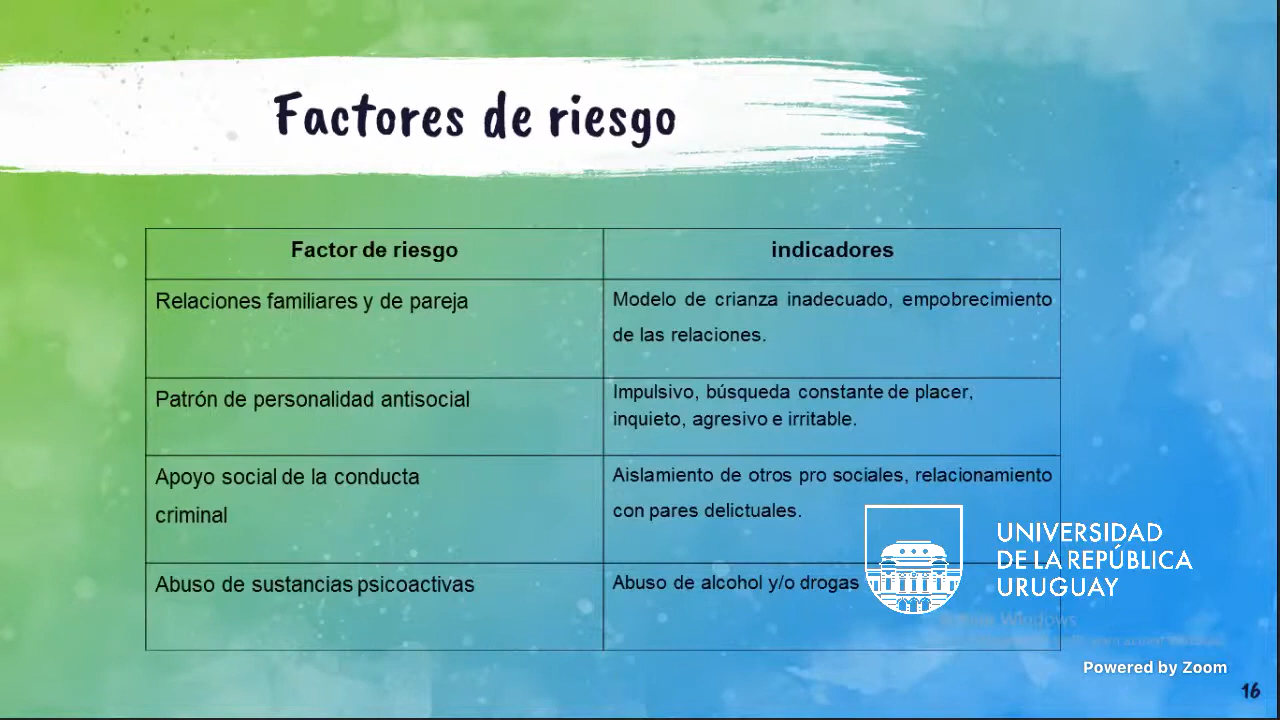 Factores de riesgo
Factor de riesgo
indicadores
Relaciones familiares y de pareja
Modelo de crianza inadecuado, empobrecimiento
de las relaciones.
Patrón de personalidad antisocial
Impulsivo, búsqueda constante de placer,
inquieto, agresivo e irritable.
Apoyo social de la conducta
criminal
Aislamiento de otros pro sociales, relacionamiento
con pares delictuales.
Abuso de sustancias psicoactivas
Abuso de alcohol y/o drogas
UNIVERSIDAD
DE LA REPÚBLICA
URUGUAY
Windows
Powered by Zoom
16